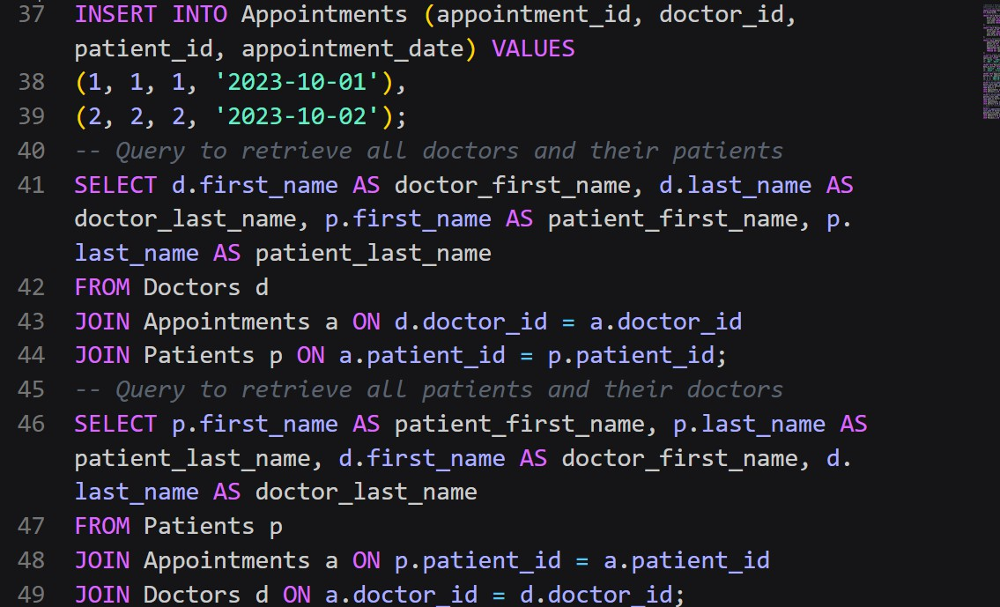 37 INSERT INTO Appointments (appointment_id, doctor_id,
patient_id, appointment_date) VALUES
38 (1, 1, 1, '2023-10-01'),
39 (2, 2, 2, '2023-10-02');
40 -- Query to retrieve all doctors and their patients
41 SELECT d.first_name AS doctor_first_name, d.last_name AS
doctor_last_name, p.first_name AS patient_first_name, p.
last_name AS patient_last_name
42 FROM Doctors d
43 JOIN Appointments a ON d.doctor_id = a.doctor_id
44 JOIN Patients p ON a.patient_id = p.patient_id;
45 -- Query to retrieve all patients and their doctors
46 SELECT p.first_name AS patient_first_name, p.last_name AS
patient_last_name, d.first_name AS doctor_first_name, d.
last_name AS doctor_last_name
47 FROM Patients p
48 JOIN Appointments a ON p.patient_id = a.patient_id
49 JOIN Doctors d ON a.doctor_id = d.doctor_id;